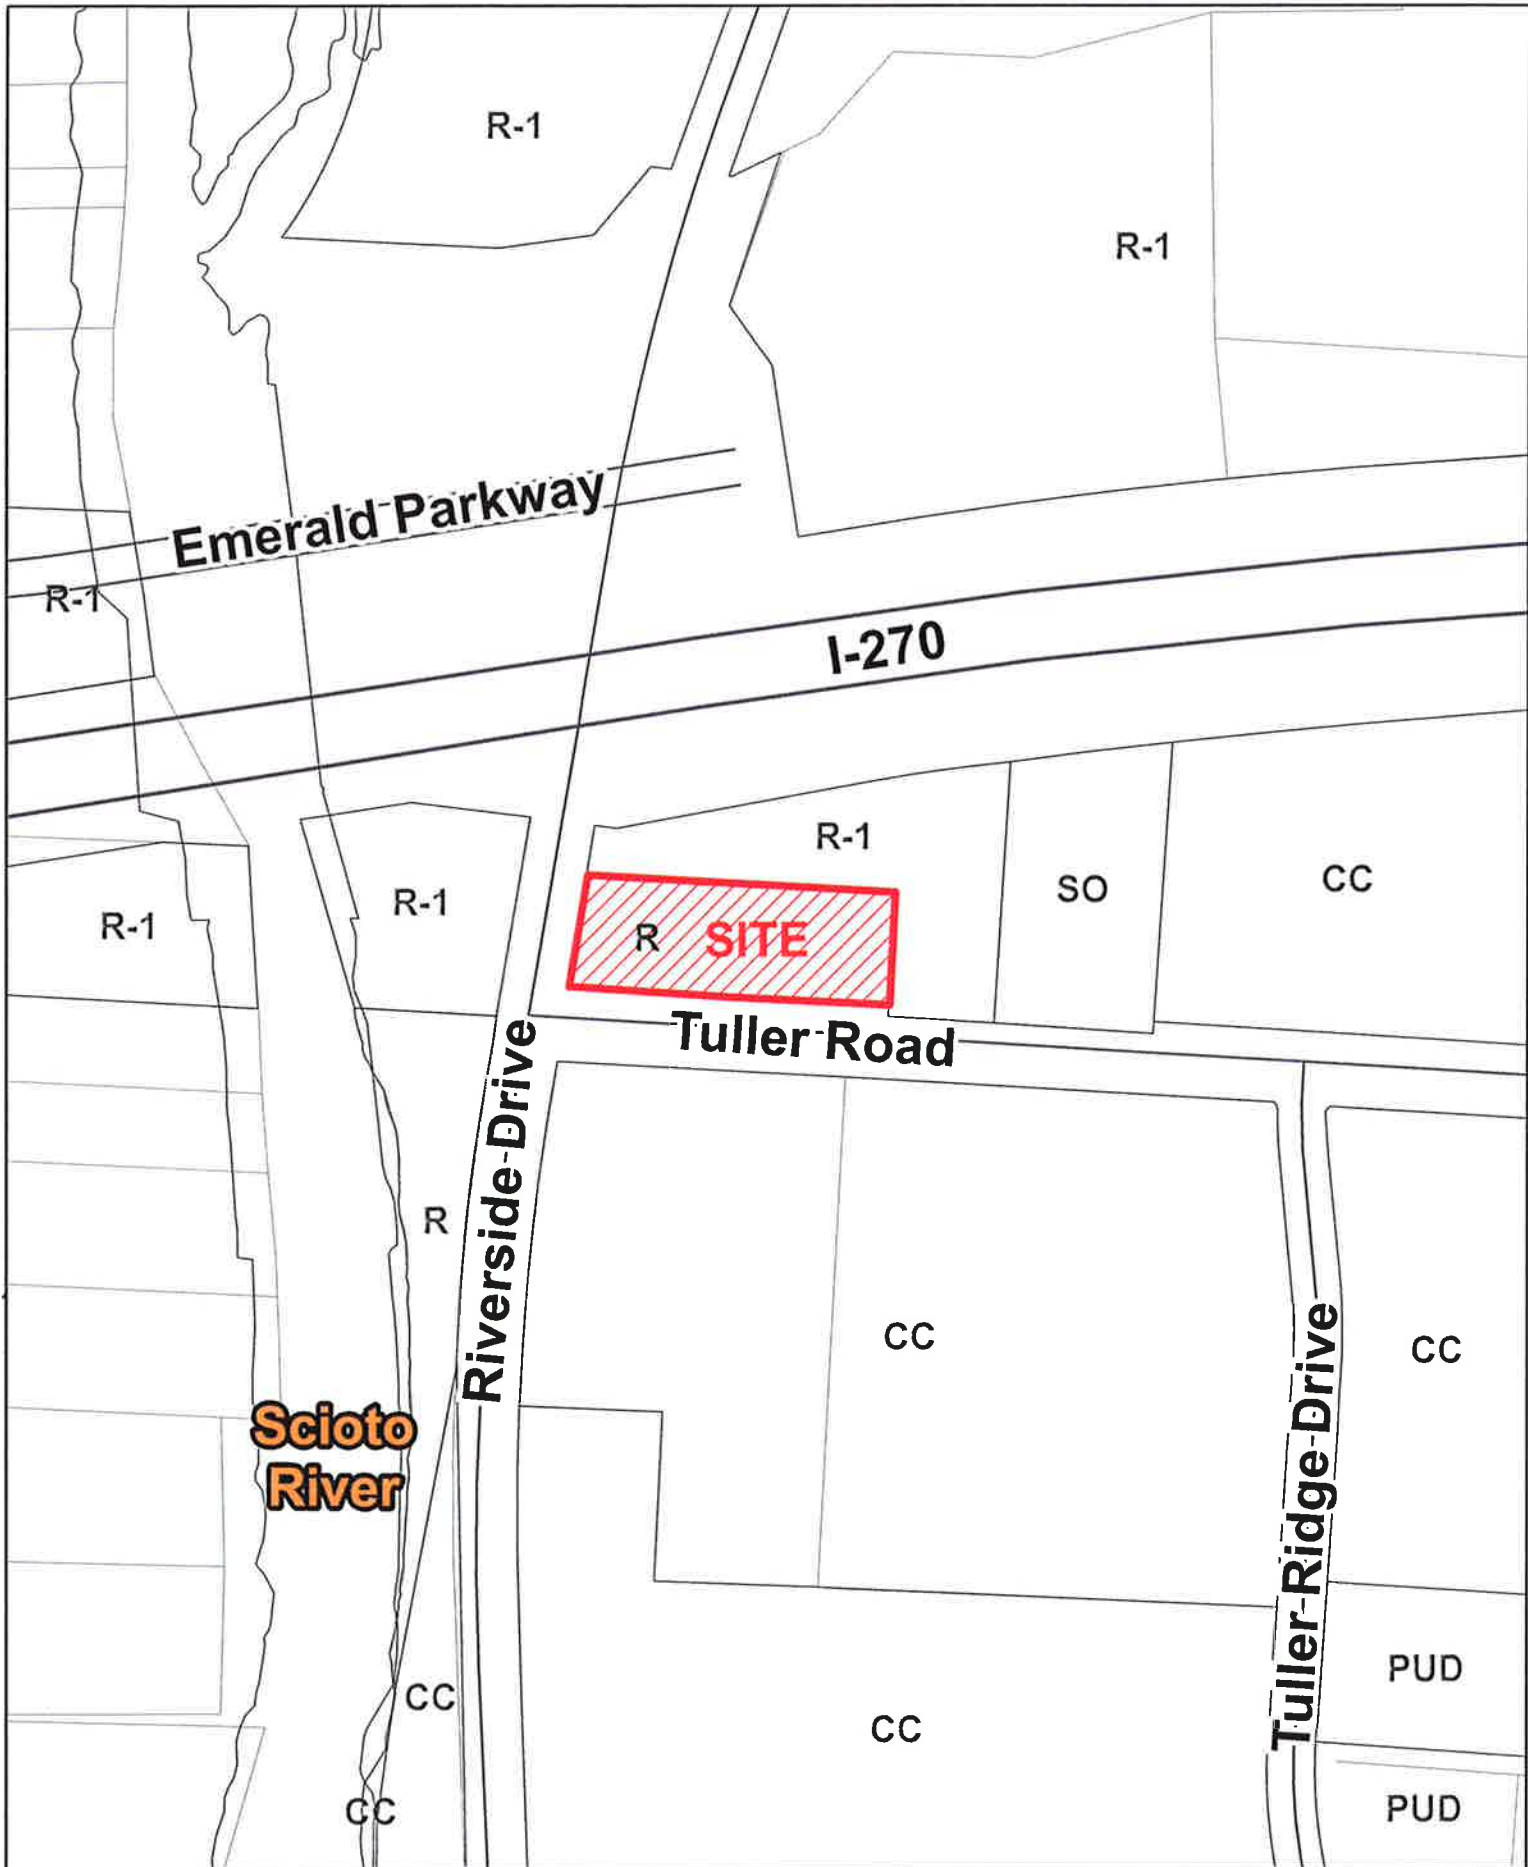 R-1
R-1
Emerald Parkway
R-1
I-270
R-1
R-1
R-1
SO
CC
R SITE
Tuller Road
Riverside Drive
R
CC
CC
Tuller Ridge Drive
Scioto
River
PUD
CC
CC
PUD
CC